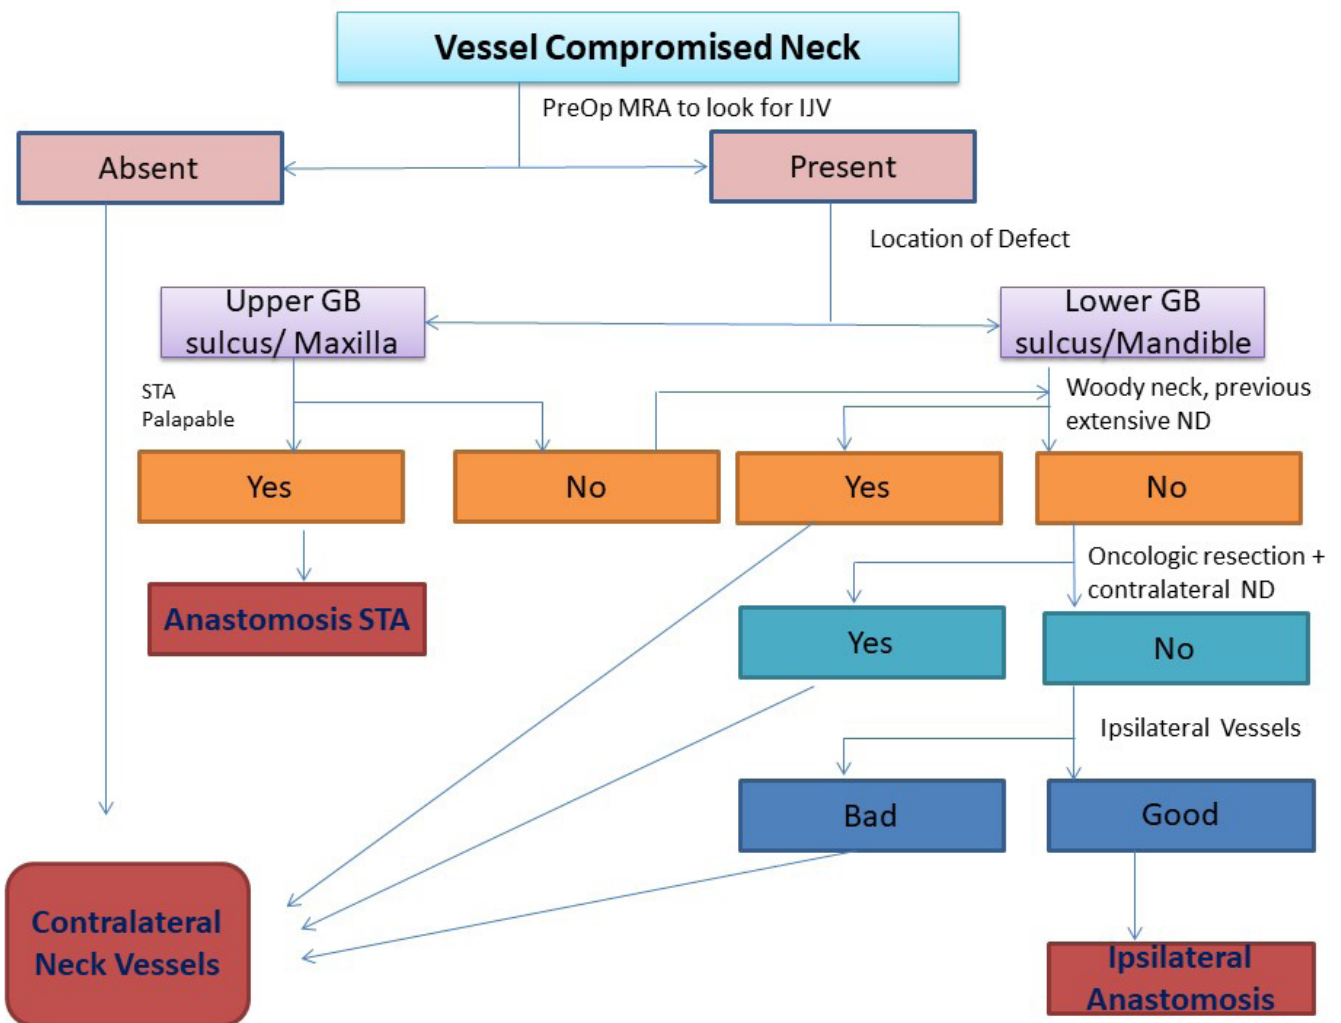 Vessel Compromised Neck
PreOp MRA to look for IJV
Absent
Present
Location of Defect
Upper GB
sulcus/ Maxilla
Lower GB
sulcus/Mandible
STA
Palapable
Woody neck, previous
extensive ND
Yes
No
Yes
No
Oncologic resection +
contralateral ND
Anastomosis STA
Yes
No
Ipsilateral Vessels
Bad
Good
Contralateral
Neck Vessels
Ipsilateral
Anastomosis